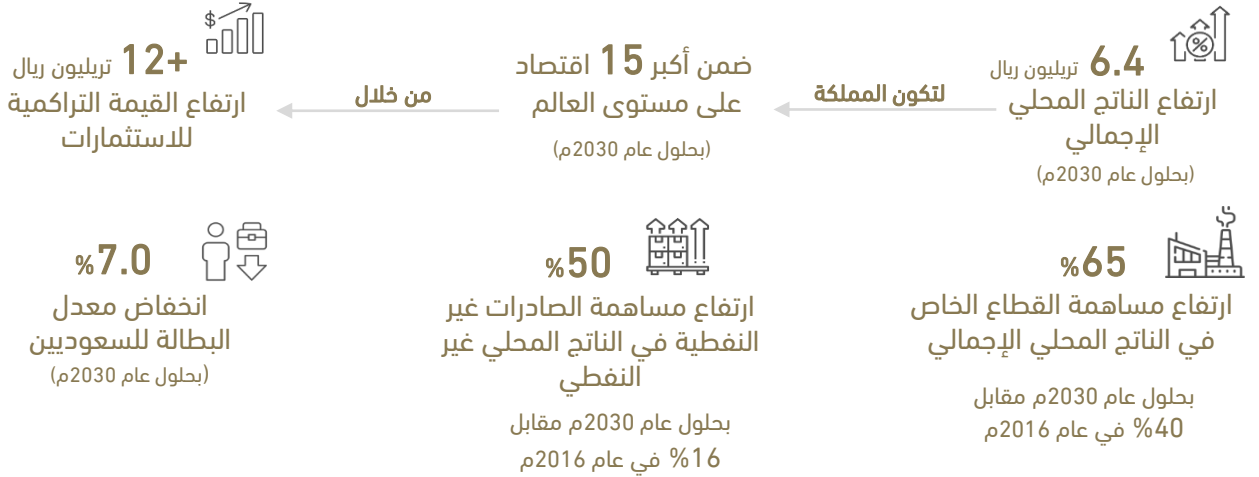 6.4 تريليون ريال
ارتفاع الناتج المحلي
الإجمالي
(بحلول عام 2030م)
لتكون المملكة
ضمن أكبر 15 اقتصاد
على مستوى العالم
(بحلول عام 2030م)
من خلال
+12 تريليون ريال
ارتفاع القيمة التراكمية
للاستثمارات
%65
ارتفاع مساهمة القطاع الخاص
في الناتج المحلي الإجمالي
بحلول عام 2030م مقابل
%40 في عام 2016م
%50
ارتفاع مساهمة الصادرات غير
النفطية في الناتج المحلي غير
النفطي
بحلول عام 2030م مقابل
%16 في عام 2016م
%7.0
انخفاض معدل
البطالة للسعوديين
(بحلول عام 2030م)